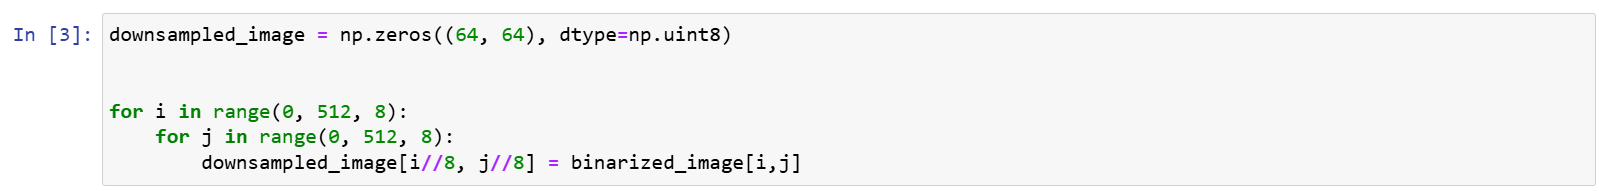 In [3]: downsampled_image = np.zeros((64, 64), dtype=np.uint8)
for i in range(0, 512, 8):
    for j in range(0, 512, 8):
        downsampled_image[i//8, j//8] = binarized_image[i,j]